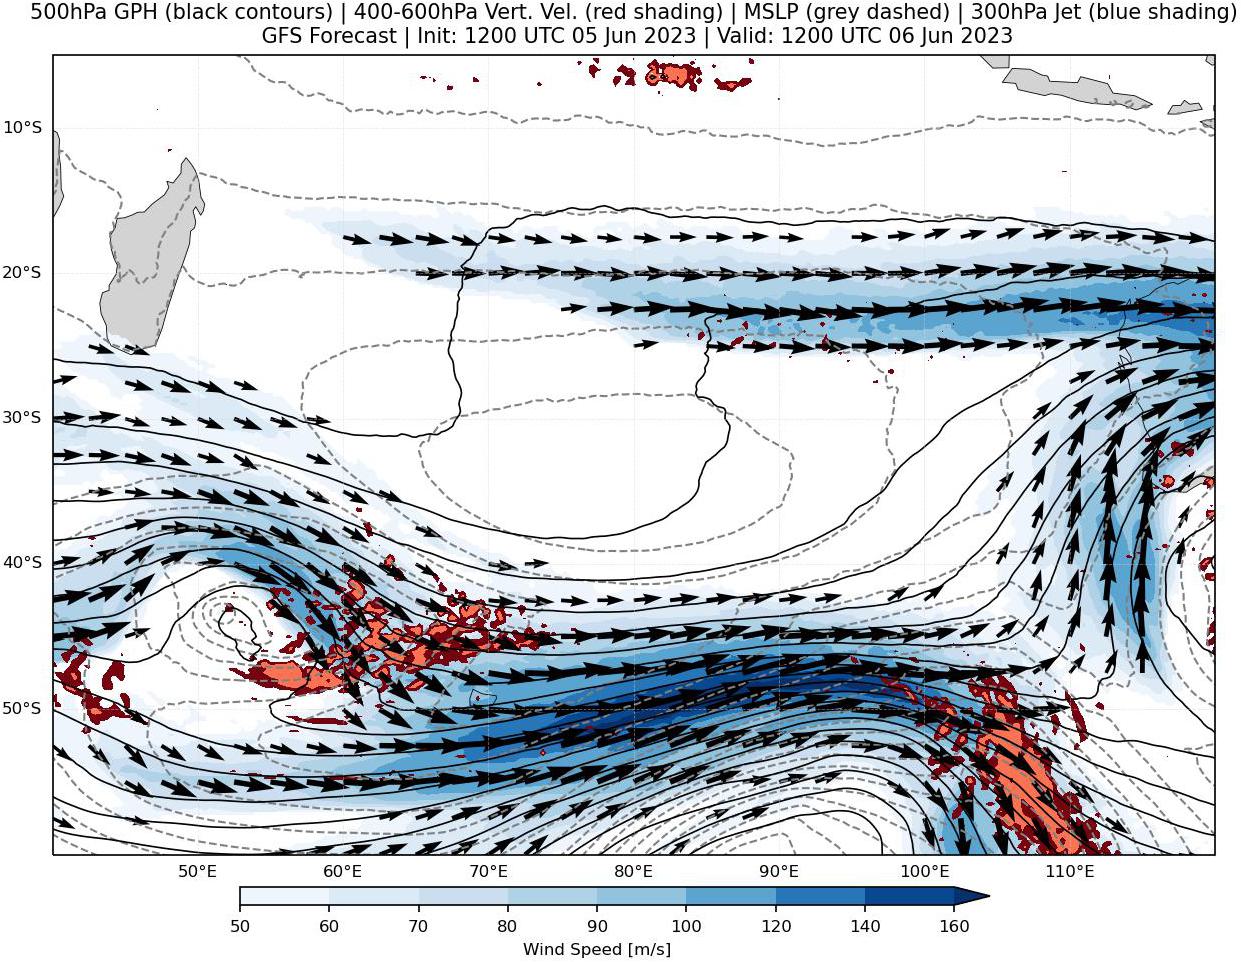 500hPa GPH (black contours) | 400-600hPa Vert. Vel. (red shading) | MSLP (grey dashed) | 300hPa Jet (blue shading)
GFS Forecast | Init: 1200 UTC 05 Jun 2023 | Valid: 1200 UTC 06 Jun 2023
10°S
20°S
30°S
40°S
50°S
50°E 60°E 70°E 80°E 90°E 100°E 110°E
50 60 70 80 90 100 120 140 160
Wind Speed [m/s]